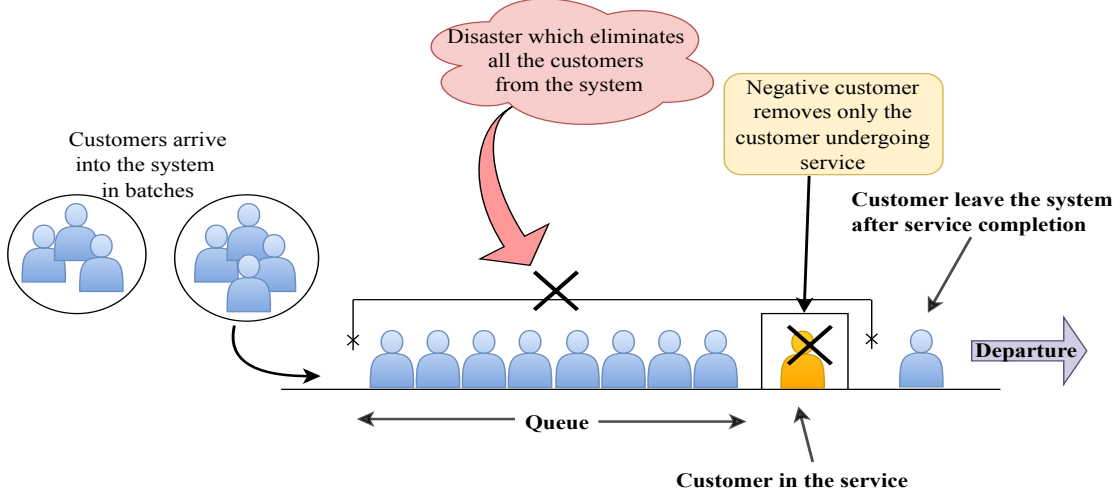 Disaster which eliminates
all the customers
from the system
Negative customer
removes only the
customer undergoing
service
Customers arrive
into the system
in batches
Customer leave the system
after service completion
Departure
Queue
Customer in the service